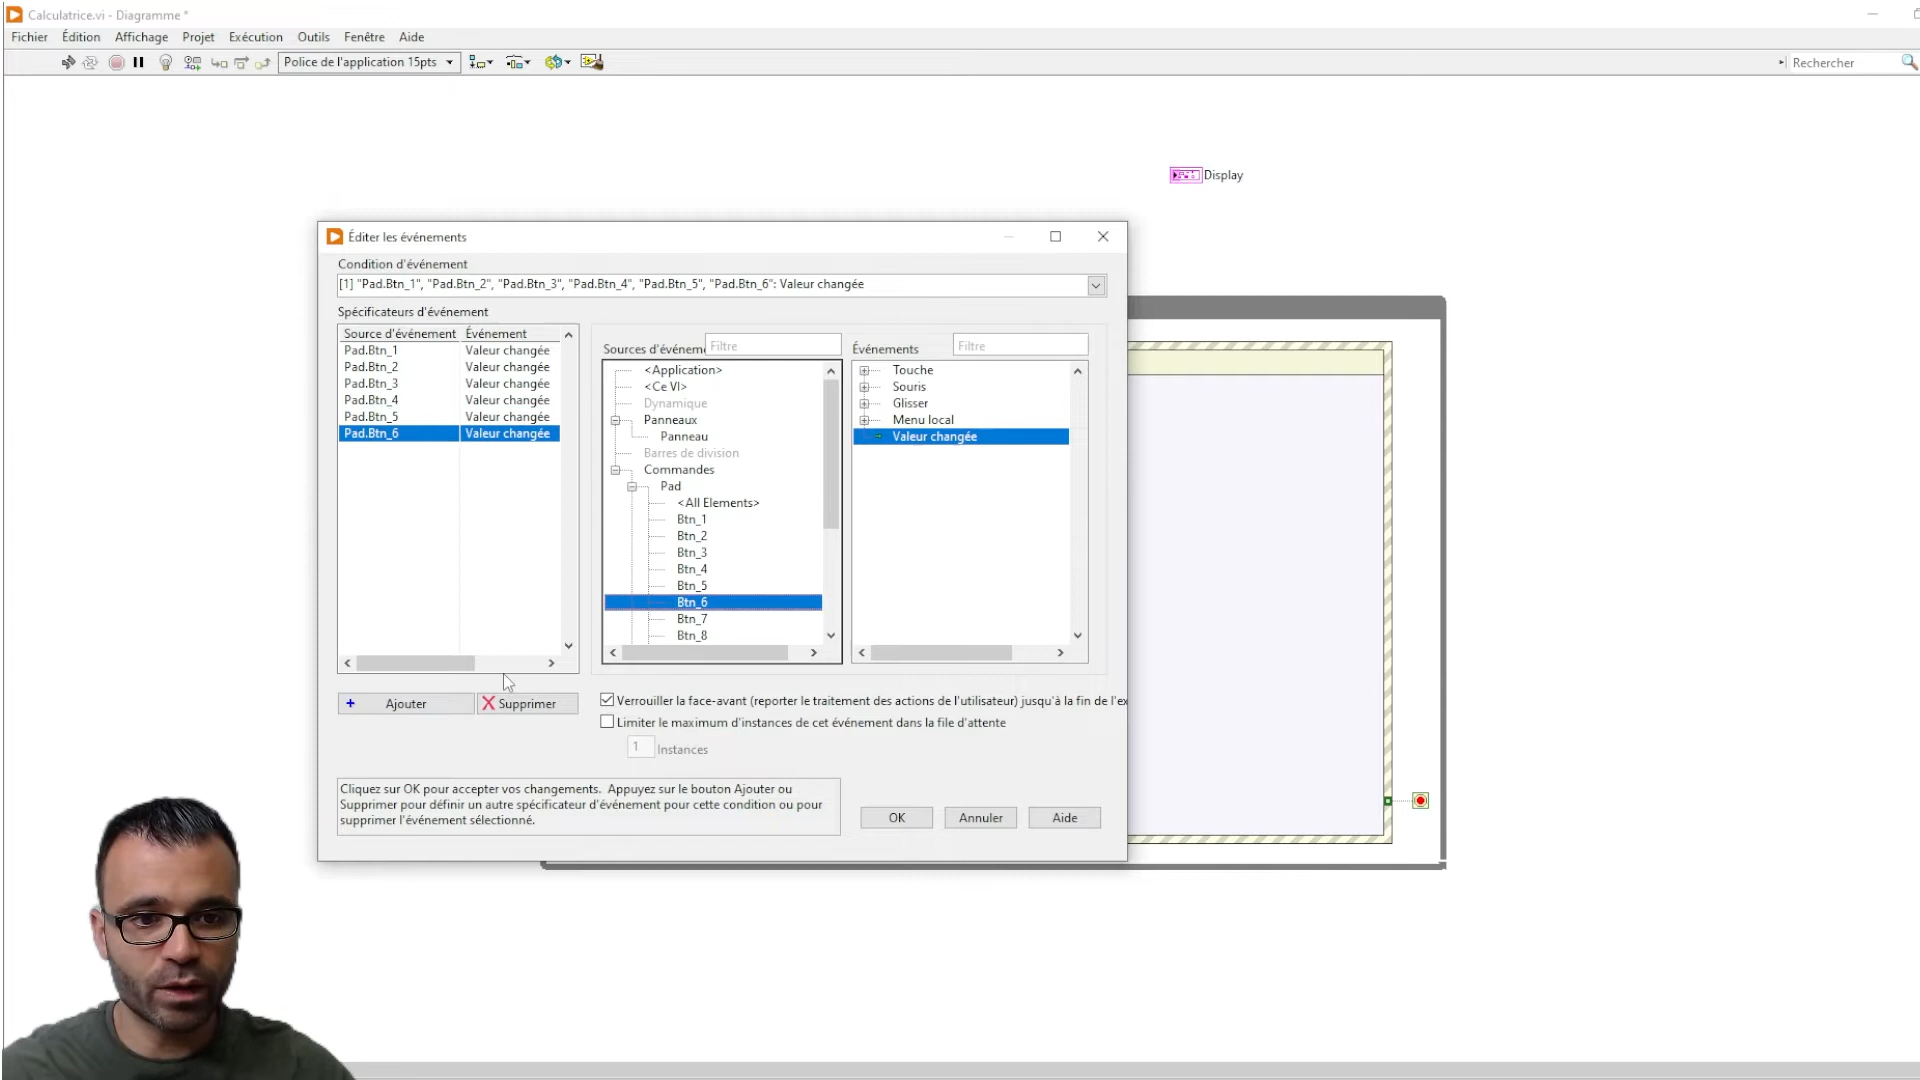 Calculatrice.vi - Diagramme *
Fichier Édition Affichage Projet Exécution Outils Fenêtre Aide
Police de l'application 15pts
Rechercher
Display
Éditer les événements
Condition d'événement
[1] "Pad.Btn_1", "Pad.Btn_2", "Pad.Btn_3", "Pad.Btn_4", "Pad.Btn_5", "Pad.Btn_6": Valeur changée
Spécificateurs d'événement
Source d'événement Événement
Pad.Btn_1 Valeur changée
Pad.Btn_2 Valeur changée
Pad.Btn_3 Valeur changée
Pad.Btn_4 Valeur changée
Pad.Btn_5 Valeur changée
Pad.Btn_6 Valeur changée
Ajouter
Supprimer
Sources d'événem
Filtre
<Application>
<Ce VI>
Dynamique
Panneaux
Panneau
Barres de division
Commandes
Pad
<All Elements>
Btn_1
Btn_2
Btn_3
Btn_4
Btn_5
Btn_6
Btn_7
Btn_8
Événements
Filtre
Touche
Souris
Glisser
Menu local
Valeur changée
Verrouiller la face-avant (reporter le traitement des actions de l'utilisateur) jusqu'à la fin de l'ex
Limiter le maximum d'instances de cet événement dans la file d'attente
1 Instances
Cliquez sur OK pour accepter vos changements. Appuyez sur le bouton Ajouter ou
Supprimer pour définir un autre spécificateur d'événement pour cette condition ou pour
supprimer l'événement sélectionné.
OK
Annuler
Aide